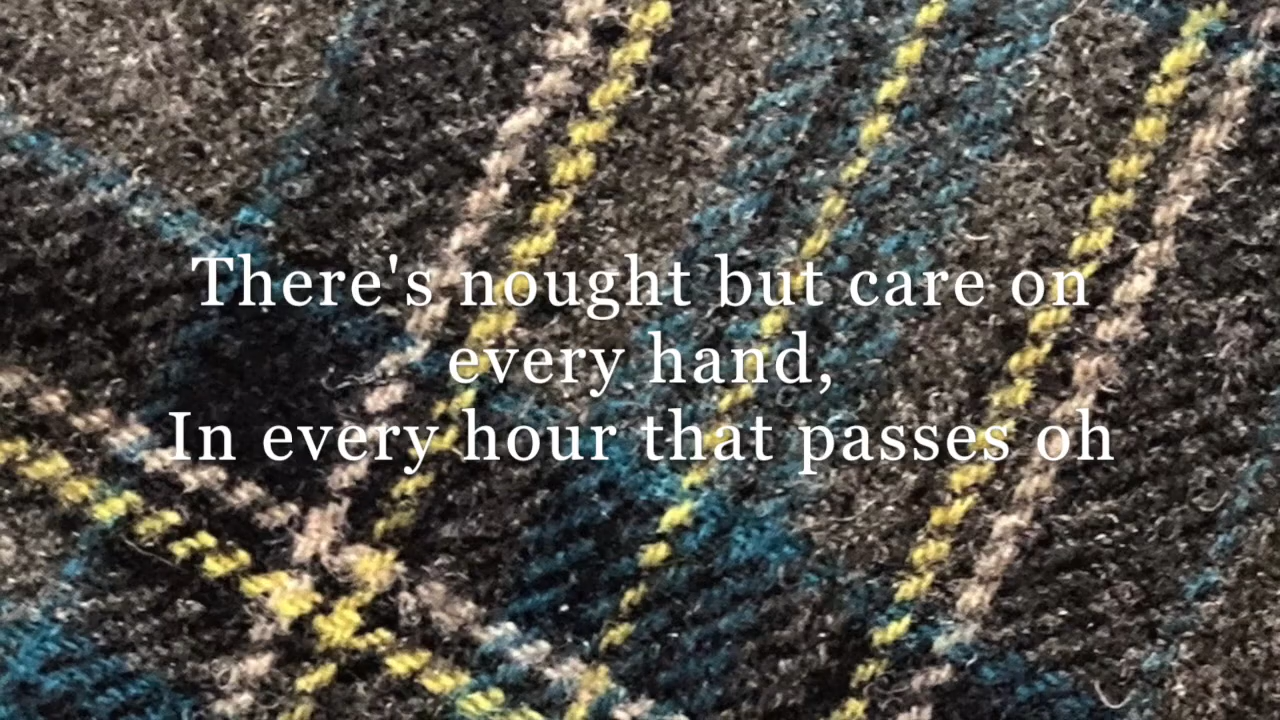 There's nought but care on
every hand,
In every hour that passes oh